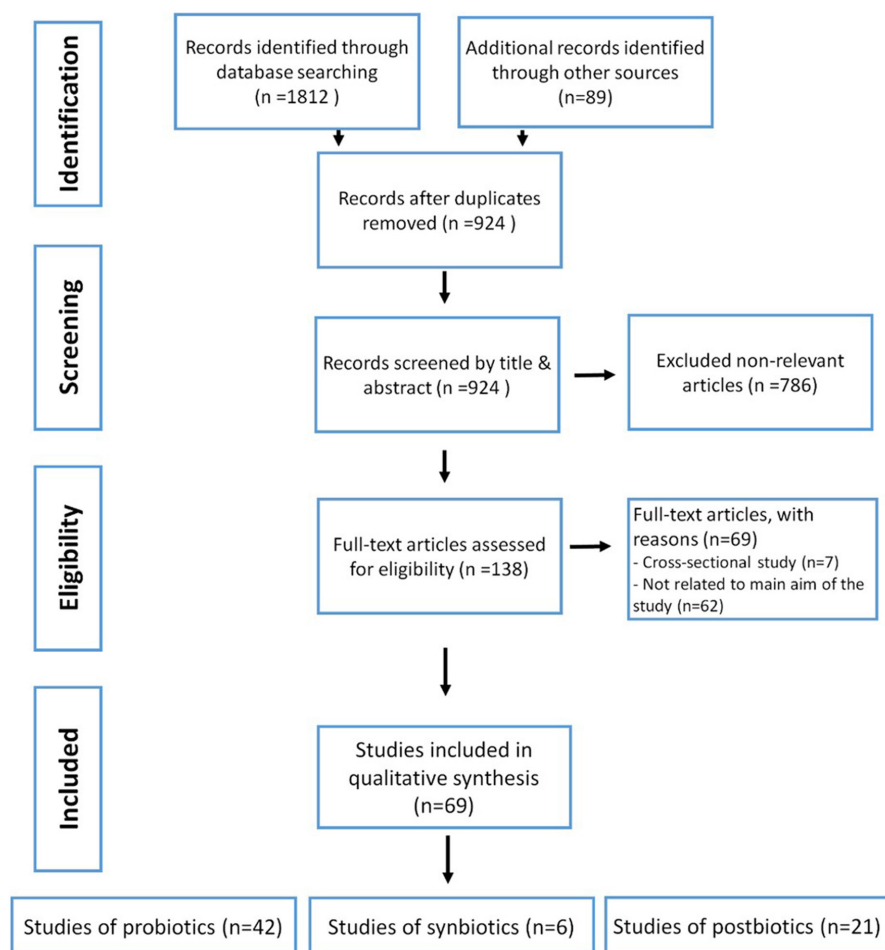 Identification
Records identified through
database searching
(n =1812 )
Additional records identified
through other sources
(n=89)
Records after duplicates
removed (n =924 )
Screening
Records screened by title &
abstract (n =924 )
Excluded non-relevant
articles (n =786)
Eligibility
Full-text articles assessed
for eligibility (n =138)
Full-text articles, with
reasons (n=69)
- Cross-sectional study (n=7)
- Not related to main aim of the
study (n=62)
Included
Studies included in
qualitative synthesis
(n=69)
Studies of probiotics (n=42)
Studies of synbiotics (n=6)
Studies of postbiotics (n=21)